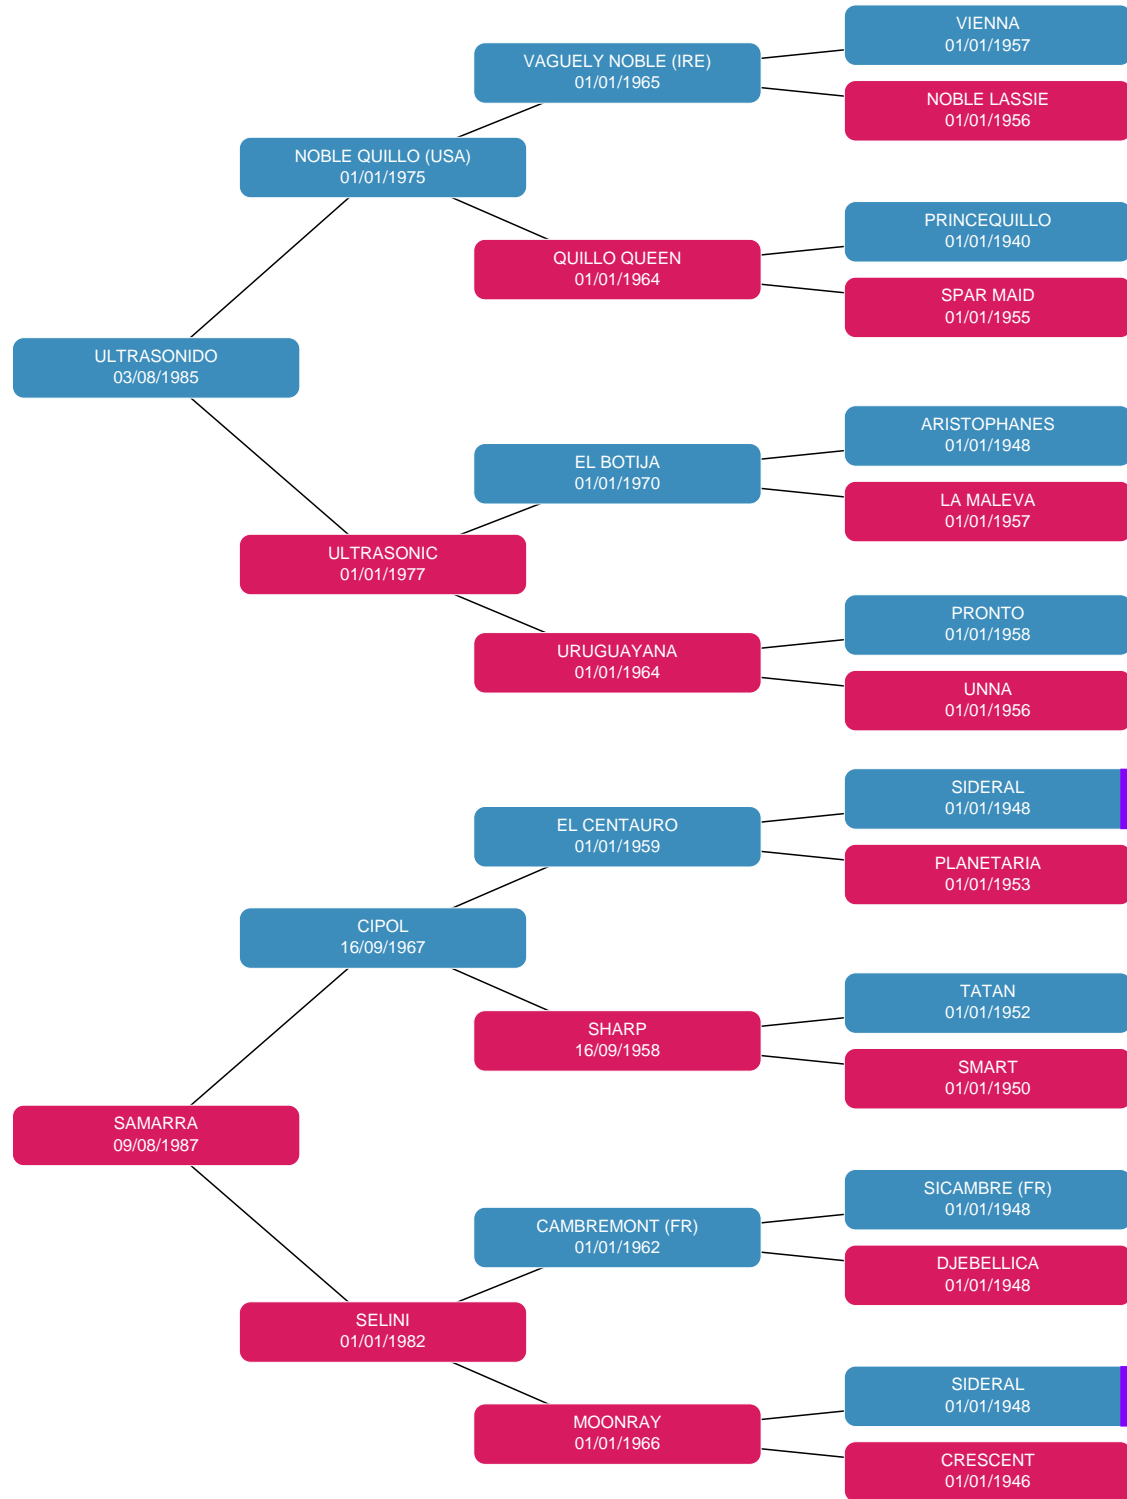 VIENNA
01/01/1957
VAGUELY NOBLE (IRE)
01/01/1965
NOBLE LASSIE
01/01/1956
NOBLE QUILLO (USA)
01/01/1975
PRINCEQUILLO
01/01/1940
QUILLO QUEEN
01/01/1964
SPAR MAID
01/01/1955
ULTRASONIDO
03/08/1985
ARISTOPHANES
01/01/1948
EL BOTIJA
01/01/1970
LA MALEVA
01/01/1957
ULTRASONIC
01/01/1977
PRONTO
01/01/1958
URUGUAYANA
01/01/1964
UNNA
01/01/1956
SIDERAL
01/01/1948
EL CENTAURO
01/01/1959
PLANETARIA
01/01/1953
CIPOL
16/09/1967
TATAN
01/01/1952
SHARP
16/09/1958
SMART
01/01/1950
SAMARRA
09/08/1987
SICAMBRE (FR)
01/01/1948
CAMBREMONT (FR)
01/01/1962
DJEBELLICA
01/01/1948
SELINI
01/01/1982
SIDERAL
01/01/1948
MOONRAY
01/01/1966
CRESCENT
01/01/1946